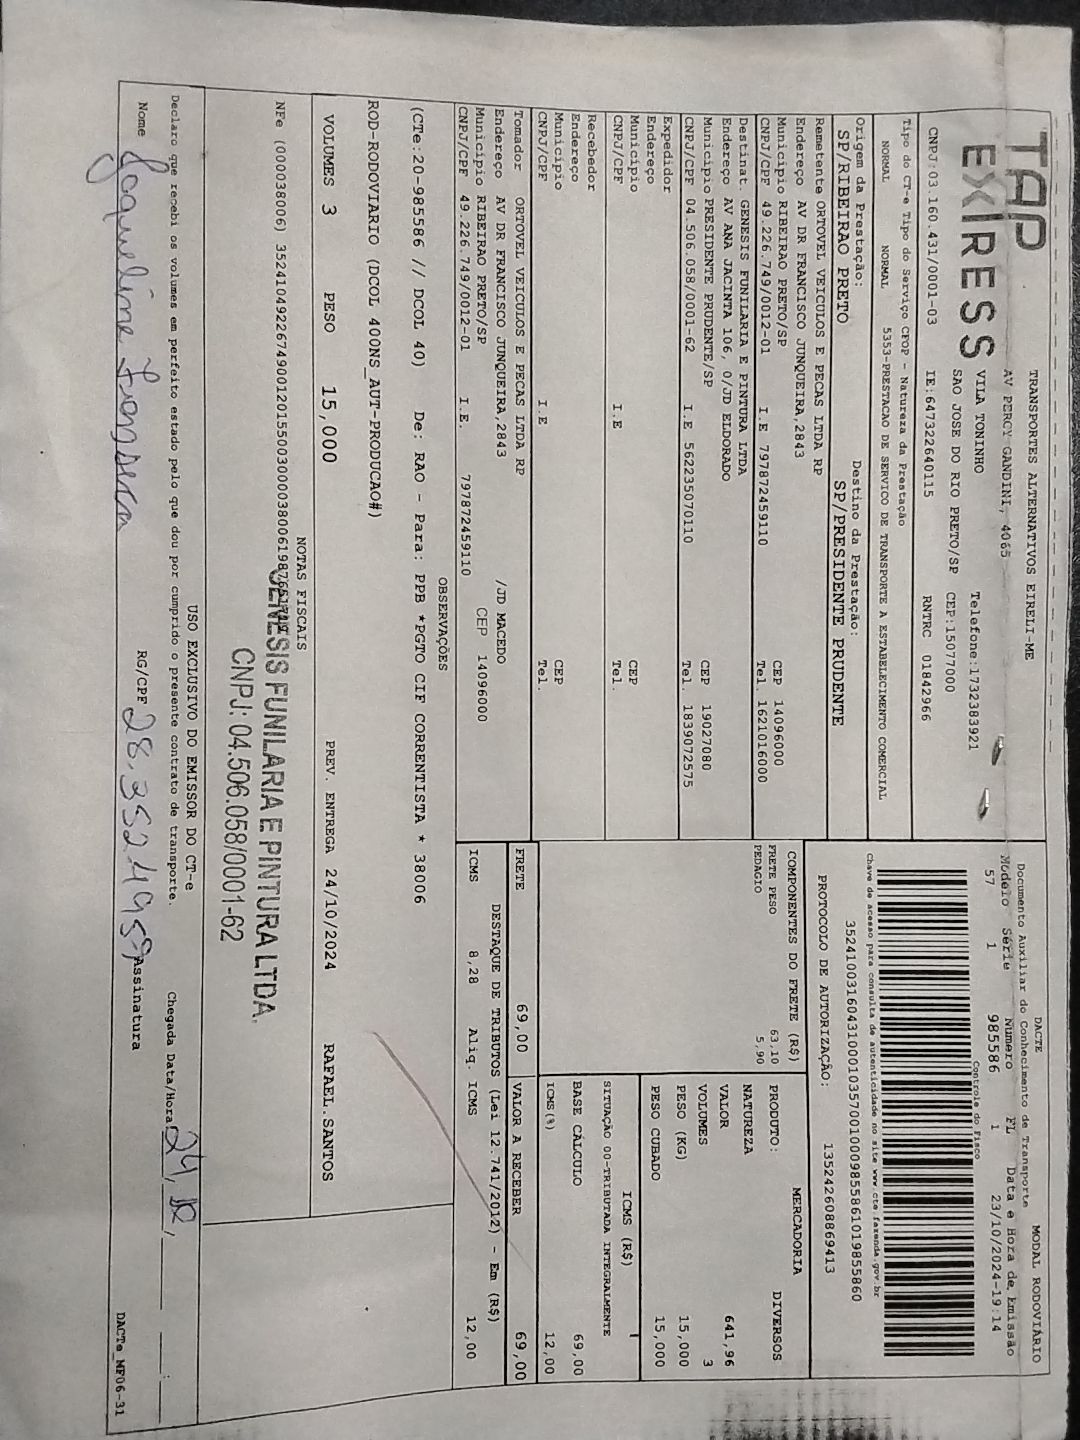 TAP
EXPRESS
TRANSPORTES ALTERNATIVOS EIRELI-ME
AV PERCY GANDINI, 4065
VILA TONINHO Telefone:1732383921
SAO JOSE DO RIO PRETO/SP CEP:15077000
CNPJ:03.160.431/0001-03 IE:647322640115 RNTRC 01842966
DACTE MODAL RODOVIÁRIO
Documento Auxiliar do Conhecimento de Transporte
Modelo Série Número FL Data e Hora de Emissão
57 1 985586 1 23/10/2024-19:14
Controle do Fisco
Chave de acesso para consulta de autenticidade no site www.cte.fazenda.gov.br
35241003160431000103570010009855861019855860
PROTOCOLO DE AUTORIZAÇÃO: 135242608869413
Tipo do CT-e Tipo do Serviço CFOP - Natureza da Prestação
NORMAL NORMAL 5353-PRESTACAO DE SERVICO DE TRANSPORTE A ESTABELECIMENTO COMERCIAL
Origem da Prestação: Destino da Prestação:
SP/RIBEIRAO PRETO SP/PRESIDENTE PRUDENTE
Remetente ORTOVEL VEICULOS E PECAS LTDA RP
Endereço AV DR FRANCISCO JUNQUEIRA,2843
Município RIBEIRAO PRETO/SP CEP 14096000
CNPJ/CPF 49.226.749/0012-01 I.E 797872459110 Tel. 1621016000
Destinat. GENESIS FUNILARIA E PINTURA LTDA
Endereço AV ANA JACINTA 106, 0/JD ELDORADO
Município PRESIDENTE PRUDENTE/SP CEP 19027080
CNPJ/CPF 04.506.058/0001-62 I.E 562235070110 Tel. 1839072575
Expedidor
Endereço
Município CEP
CNPJ/CPF I.E Tel.
Recebedor
Endereço
Município CEP
CNPJ/CPF I.E Tel.
Tomador ORTOVEL VEICULOS E PECAS LTDA RP
Endereço AV DR FRANCISCO JUNQUEIRA,2843 /JD MACEDO
Município RIBEIRAO PRETO/SP CEP 14096000
CNPJ/CPF 49.226.749/0012-01 I.E. 797872459110
COMPONENTES DO FRETE (R$)
FRETE PESO 63,10
PEDAGIO 5,90
MERCADORIA
PRODUTO: DIVERSOS
NATUREZA
VALOR 641,96
VOLUMES 3
PESO (KG) 15,000
PESO CUBADO 15,000
ICMS (R$)
SITUAÇÃO 00-TRIBUTADA INTEGRALMENTE
BASE CÁLCULO 69,00
ICMS(%) 12,00
FRETE 69,00 VALOR A RECEBER 69,00
DESTAQUE DE TRIBUTOS (Lei 12.741/2012) - Em (R$)
ICMS 8,28 Aliq. ICMS 12,00
OBSERVAÇÕES
(CTe:20-985586 // DCOL 40) De: RAO - Para: PPB *PGTO CIF CORRENTISTA * 38006
ROD-RODOVIARIO (DCOL 400NS_AUT-PRODUCAO#)
VOLUMES 3 PESO 15,000 PREV. ENTREGA 24/10/2024 RAFAEL.SANTOS
NOTAS FISCAIS
NFe (000038006)
GENESIS FUNILARIA E PINTURA LTDA.
CNPJ: 04.506.058/0001-62
USO EXCLUSIVO DO EMISSOR DO CT-e
Declaro que recebi os volumes em perfeito estado pelo que dou por cumprido o presente contrato de transporte. Chegada Data/Hora 24/
Nome Jaqueline RG/CPF 28.352.495-9 Assinatura
DACTe_MF06-31